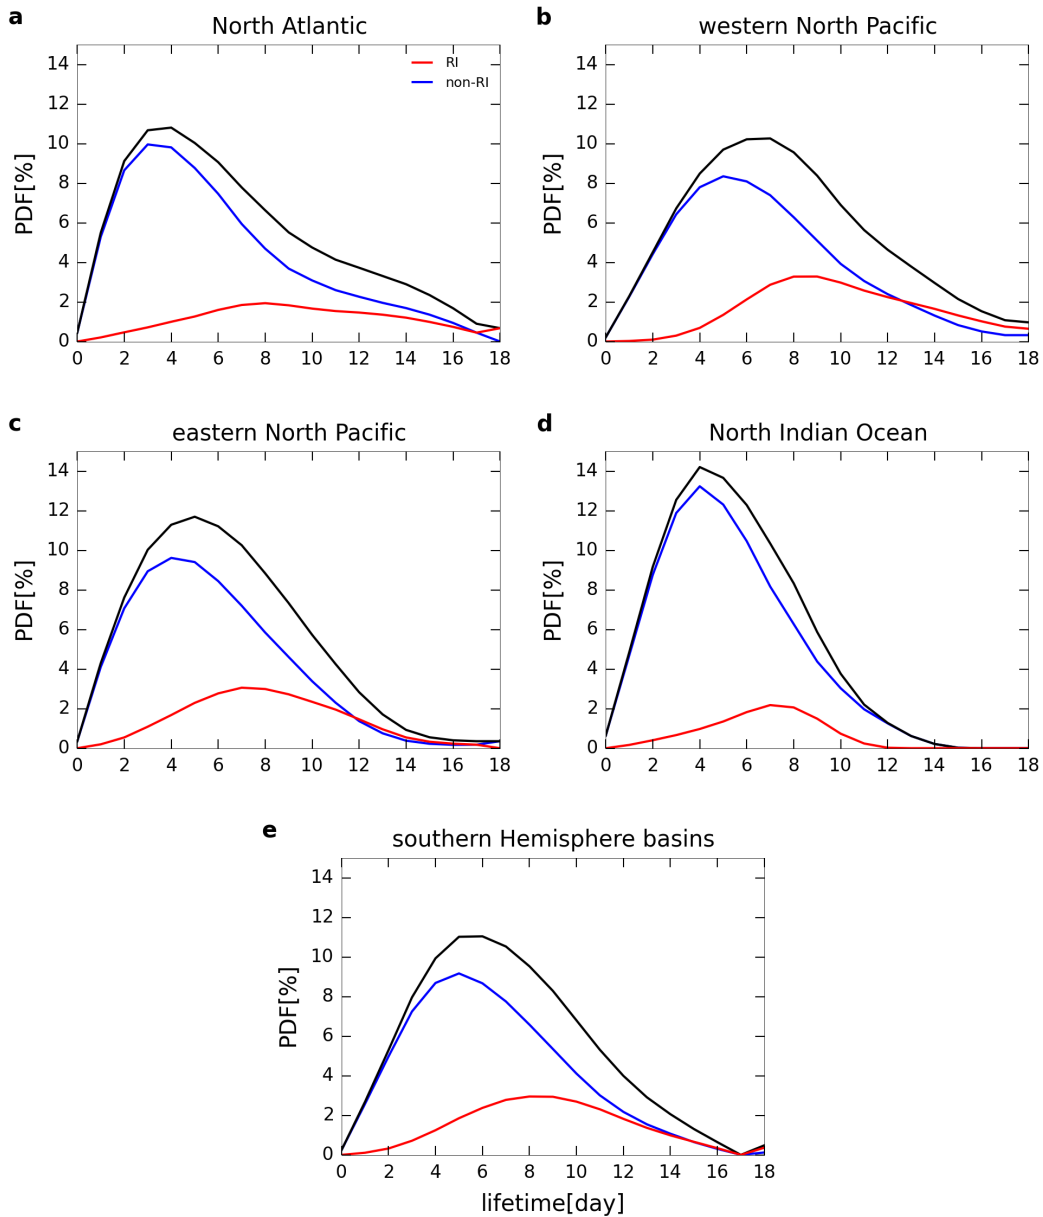 a
North Atlantic
RI
non-RI
PDF[%]
14
12
10
8
6
4
2
0
0 2 4 6 8 10 12 14 16 18
b
western North Pacific
PDF[%]
14
12
10
8
6
4
2
0
0 2 4 6 8 10 12 14 16 18
c
eastern North Pacific
PDF[%]
14
12
10
8
6
4
2
0
0 2 4 6 8 10 12 14 16 18
d
North Indian Ocean
PDF[%]
14
12
10
8
6
4
2
0
0 2 4 6 8 10 12 14 16 18
e
southern Hemisphere basins
PDF[%]
14
12
10
8
6
4
2
0
0 2 4 6 8 10 12 14 16 18
lifetime[day]